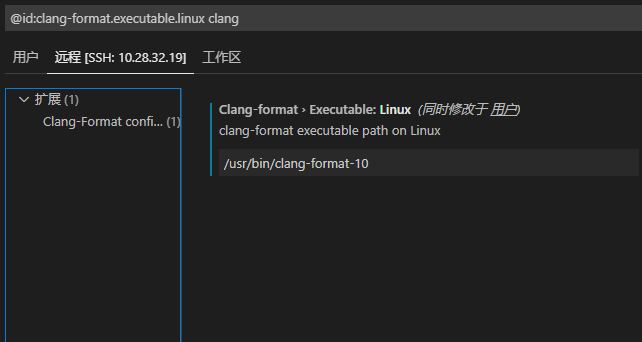 @id:clang-format.executable.linux clang
用户 远程 [SSH: 10.28.32.19] 工作区
扩展 (1)
Clang-Format confi... (1)
Clang-format › Executable: Linux (同时修改于 用户)
clang-format executable path on Linux
/usr/bin/clang-format-10